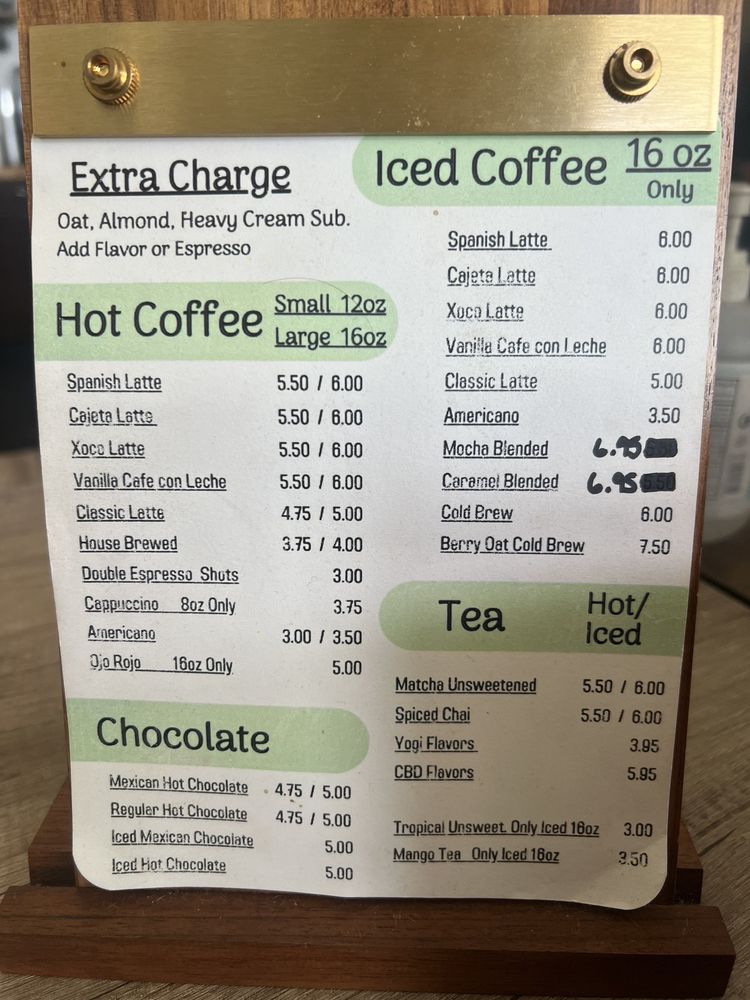 Extra Charge
Oat, Almond, Heavy Cream Sub.
Add Flavor or Espresso
Hot Coffee Small 12oz
Large 16oz
Spanish Latte 5.50 / 6.00
Cajeta Latte 5.50 / 6.00
Xoco Latte 5.50 / 6.00
Vanilla Cafe con Leche 5.50 / 6.00
Classic Latte 4.75 / 5.00
House Brewed 3.75 / 4.00
Double Espresso Shots 3.00
Cappuccino 8oz Only 3.75
Americano 3.00 / 3.50
Ojo Rojo 16oz Only 5.00
Chocolate
Mexican Hot Chocolate 4.75 / 5.00
Regular Hot Chocolate 4.75 / 5.00
Iced Mexican Chocolate 5.00
Iced Hot Chocolate 5.00
Iced Coffee 16 oz
Only
Spanish Latte 6.00
Cajeta Latte 6.00
Xoco Latte 6.00
Vanilla Cafe con Leche 6.00
Classic Latte 5.00
Americano 3.50
Mocha Blended 6.95
Caramel Blended 6.95
Cold Brew 6.00
Berry Oat Cold Brew 7.50
Tea Hot/
Iced
Matcha Unsweetened 5.50 / 6.00
Spiced Chai 5.50 / 6.00
Yogi Flavors 3.95
CBD Flavors 5.95
Tropical Unsweet. Only Iced 16oz 3.00
Mango Tea Only Iced 16oz 3.50